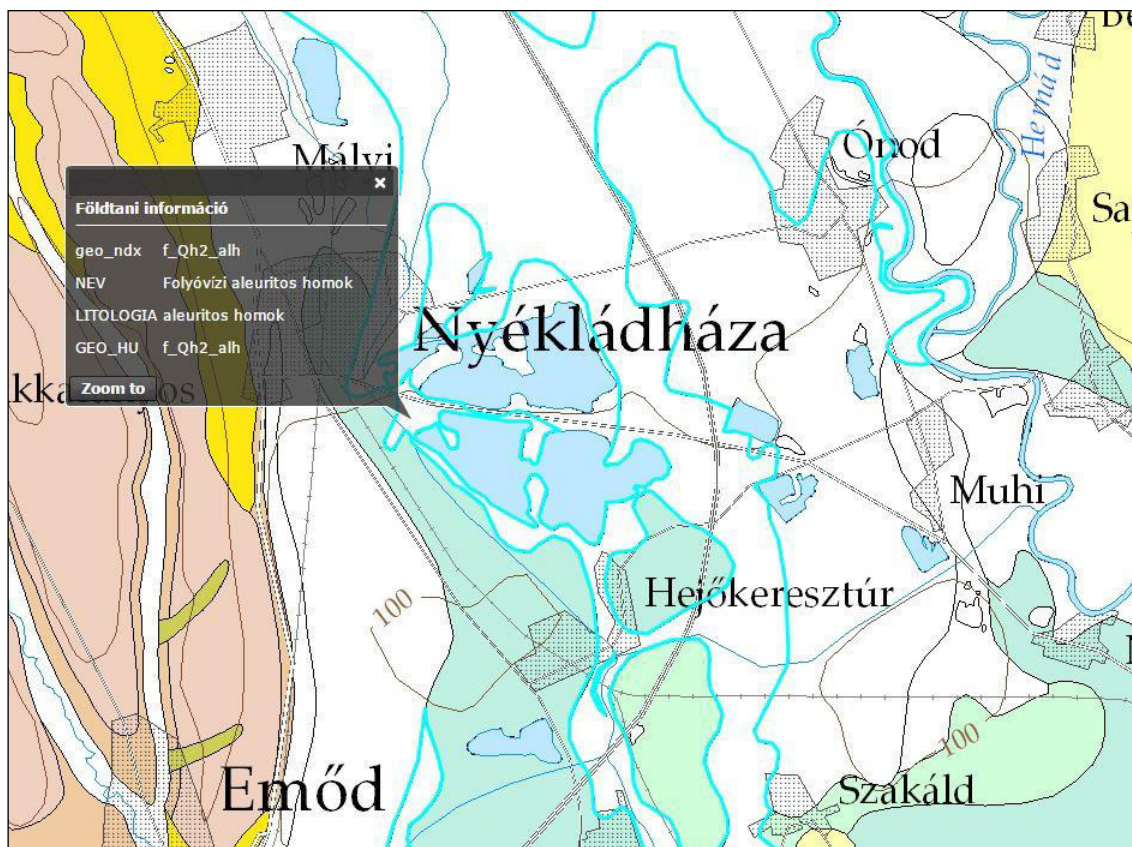 Hernád
Ónod
Mályi
×
Földtani információ
geo_ndx f_Qh2_alh
NEV Folyóvízi aleuritos homok
LITOLOGIA aleuritos homok
GEO_HU f_Qh2_alh
Zoom to
Sa
Nyékládháza
Muhi
Hejőkeresztúr
100
100
Emőd
Szakáld